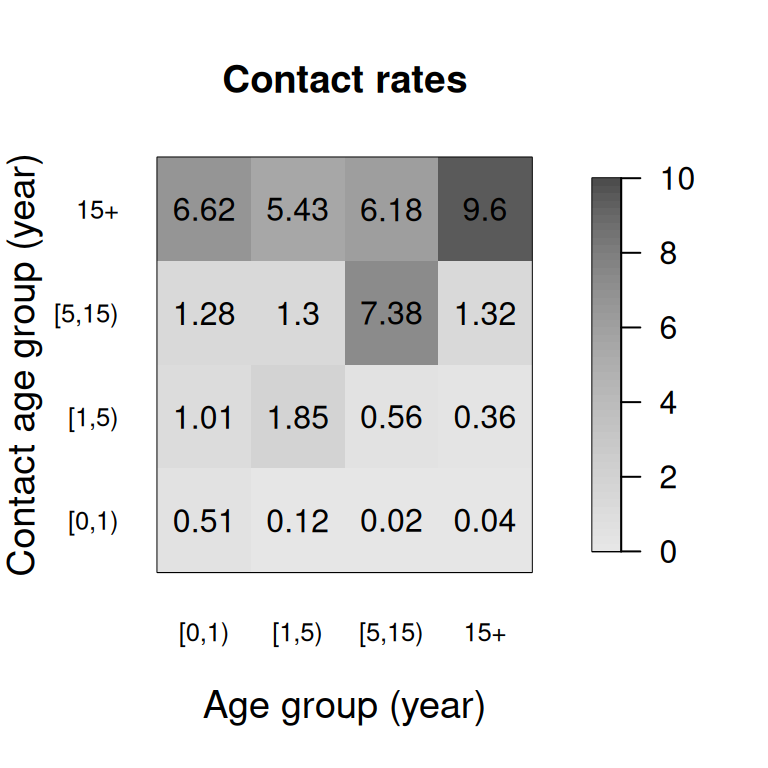 Contact rates
Contact age group (year)
15+ 6.62 5.43 6.18 9.6
[5,15) 1.28 1.3 7.38 1.32
[1,5) 1.01 1.85 0.56 0.36
[0,1) 0.51 0.12 0.02 0.04
[0,1) [1,5) [5,15) 15+
Age group (year)
10
8
6
4
2
0